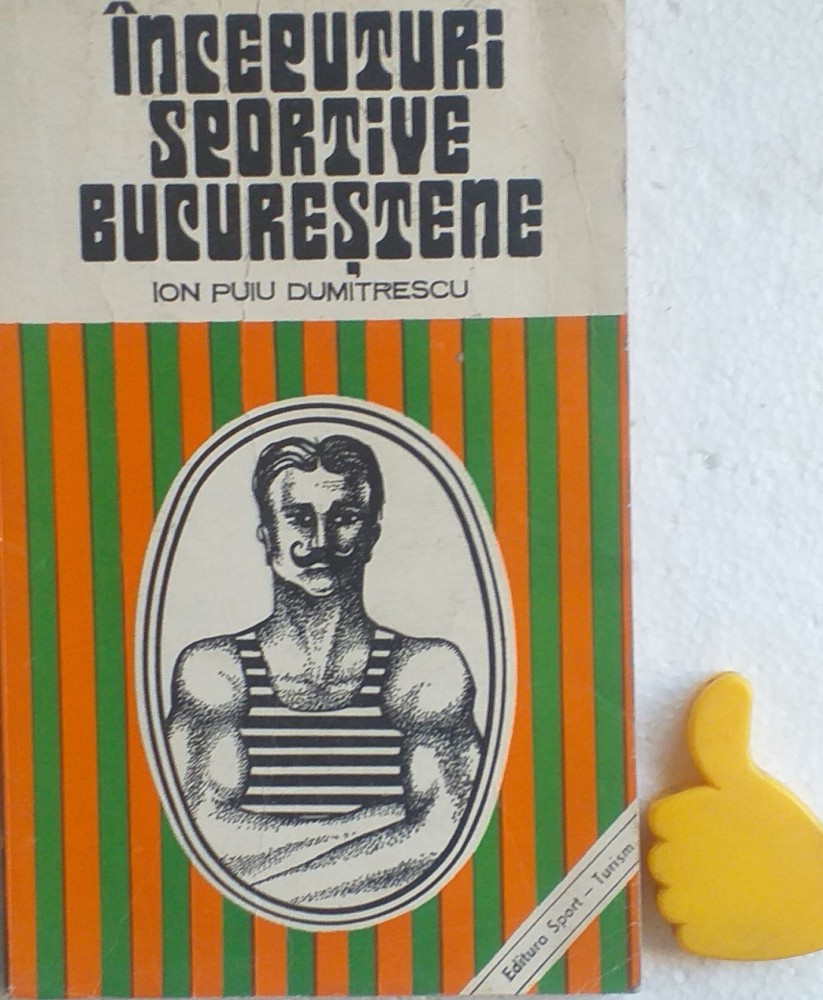 ÎNCEPUTURI
SPORTIVE
BUCUREȘTENE
ION PUIU DUMITRESCU
Editura Sport - Turism